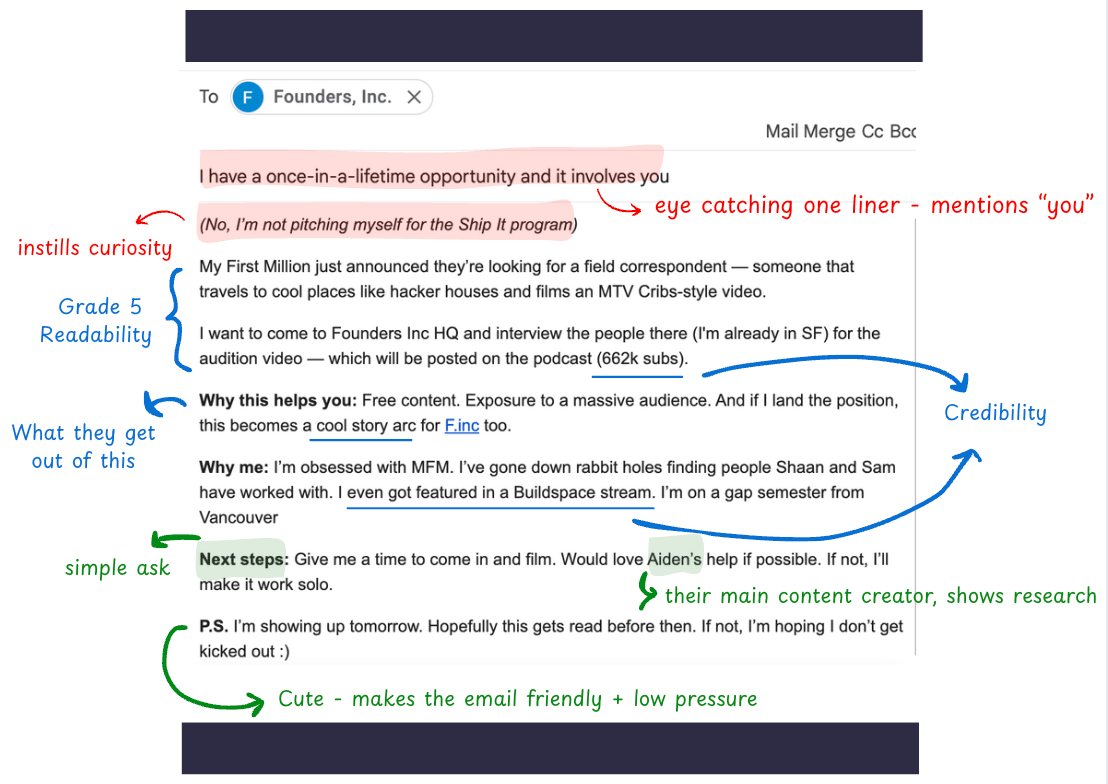 To F Founders, Inc. ×
Mail Merge Cc Bcc
I have a once-in-a-lifetime opportunity and it involves you
eye catching one liner - mentions “you”
(No, I’m not pitching myself for the Ship It program)
instills curiosity
My First Million just announced they’re looking for a field correspondent — someone that
travels to cool places like hacker houses and films an MTV Cribs-style video.
Grade 5
Readability
I want to come to Founders Inc HQ and interview the people there (I'm already in SF) for the
audition video — which will be posted on the podcast (662k subs).
Why this helps you: Free content. Exposure to a massive audience. And if I land the position,
this becomes a cool story arc for F.inc too.
Credibility
What they get
out of this
Why me: I’m obsessed with MFM. I’ve gone down rabbit holes finding people Shaan and Sam
have worked with. I even got featured in a Buildspace stream. I’m on a gap semester from
Vancouver
Next steps: Give me a time to come in and film. Would love Aiden’s help if possible. If not, I’ll
make it work solo.
simple ask
their main content creator, shows research
P.S. I’m showing up tomorrow. Hopefully this gets read before then. If not, I’m hoping I don’t get
kicked out :)
Cute - makes the email friendly + low pressure